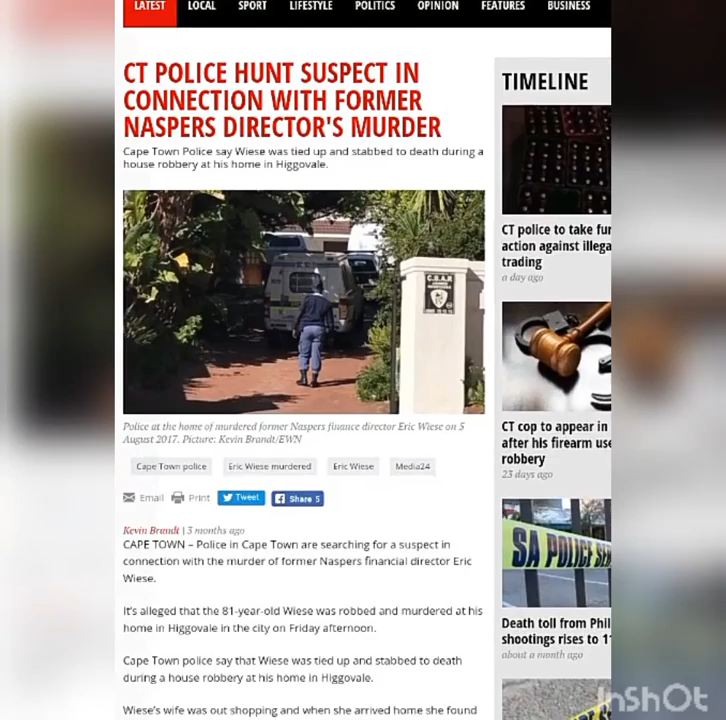 LATEST LOCAL SPORT LIFESTYLE POLITICS OPINION FEATURES BUSINESS
CT POLICE HUNT SUSPECT IN
CONNECTION WITH FORMER
NASPERS DIRECTOR'S MURDER
Cape Town Police say Wiese was tied up and stabbed to death during a
house robbery at his home in Higgovale.
Police at the home of murdered former Naspers finance director Eric Wiese on 5
August 2017. Picture: Kevin Brandt/EWN
Cape Town police Eric Wiese murdered Eric Wiese Media24
Email Print Tweet Share 5
Kevin Brandt | 3 months ago
CAPE TOWN – Police in Cape Town are searching for a suspect in
connection with the murder of former Naspers financial director Eric
Wiese.
It's alleged that the 81-year-old Wiese was robbed and murdered at his
home in Higgovale in the city on Friday afternoon.
Cape Town police say that Wiese was tied up and stabbed to death
during a house robbery at his home in Higgovale.
Wiese's wife was out shopping and when she arrived home she found
TIMELINE
CT police to take fur
action against illega
trading
a day ago
CT cop to appear in
after his firearm use
robbery
23 days ago
SA POLICE SE
Death toll from Phil
shootings rises to 1
about a month ago
InShOt